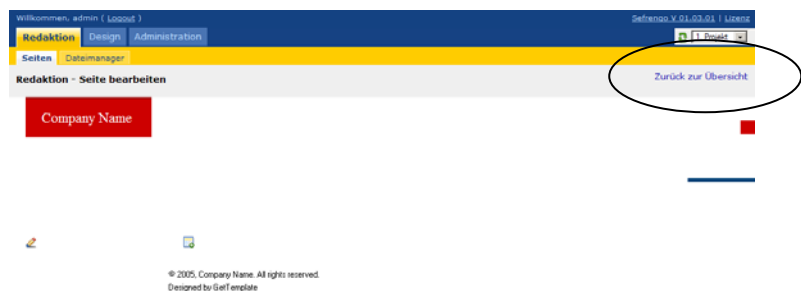 Willkommen, admin ( Logout ) Sefrengo V 01.03.01 | Lizenz
Redaktion Design Administration 1. Projekt
Seiten Dateimanager
Redaktion - Seite bearbeiten Zurück zur Übersicht
Company Name
© 2005, Company Name. All rights reserved.
Designed by GetTemplate